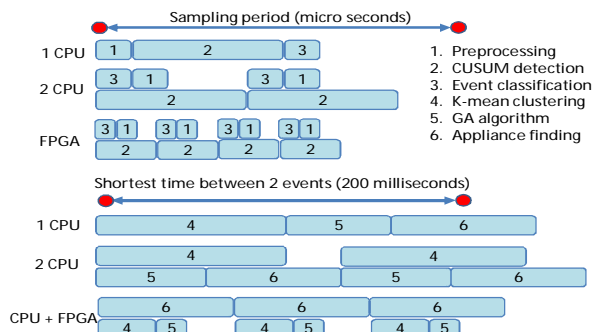 Sampling period (micro seconds)
1 CPU
1 2 3
2 CPU
3 1 3 1
2 2
FPGA
3 1 3 1 3 1 3 1
2 2 2 2
1. Preprocessing
2. CUSUM detection
3. Event classification
4. K-mean clustering
5. GA algorithm
6. Appliance finding
Shortest time between 2 events (200 milliseconds)
1 CPU
4 5 6
2 CPU
4 4
5 6 5 6
CPU + FPGA
6 6 6
4 5 4 5 4 5